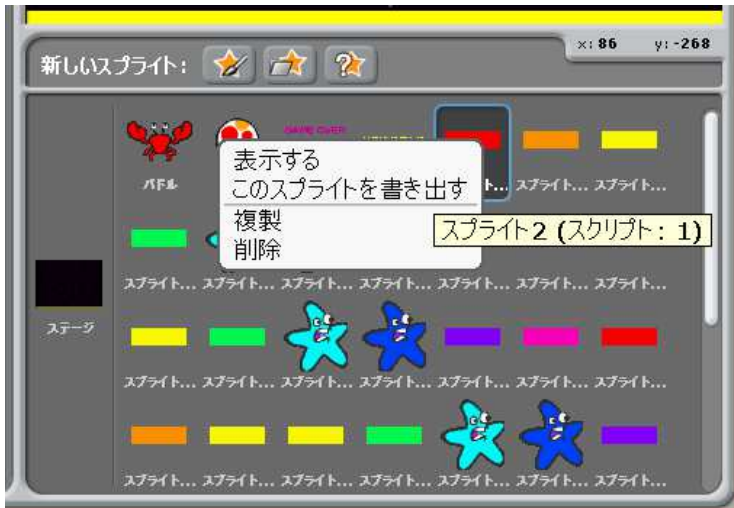 x: 86 y: -268
新しいスプライト:
GAME OVER
パドル
スプライト... スプライト...
表示する
このスプライトを書き出す
複製
削除
スプライト2 (スクリプト: 1)
スプライト... スプライト... スプライト... スプライト... スプライト... スプライト... スプライト...
ステージ
スプライト... スプライト... スプライト... スプライト... スプライト... スプライト... スプライト...
スプライト... スプライト... スプライト... スプライト... スプライト... スプライト... スプライト...